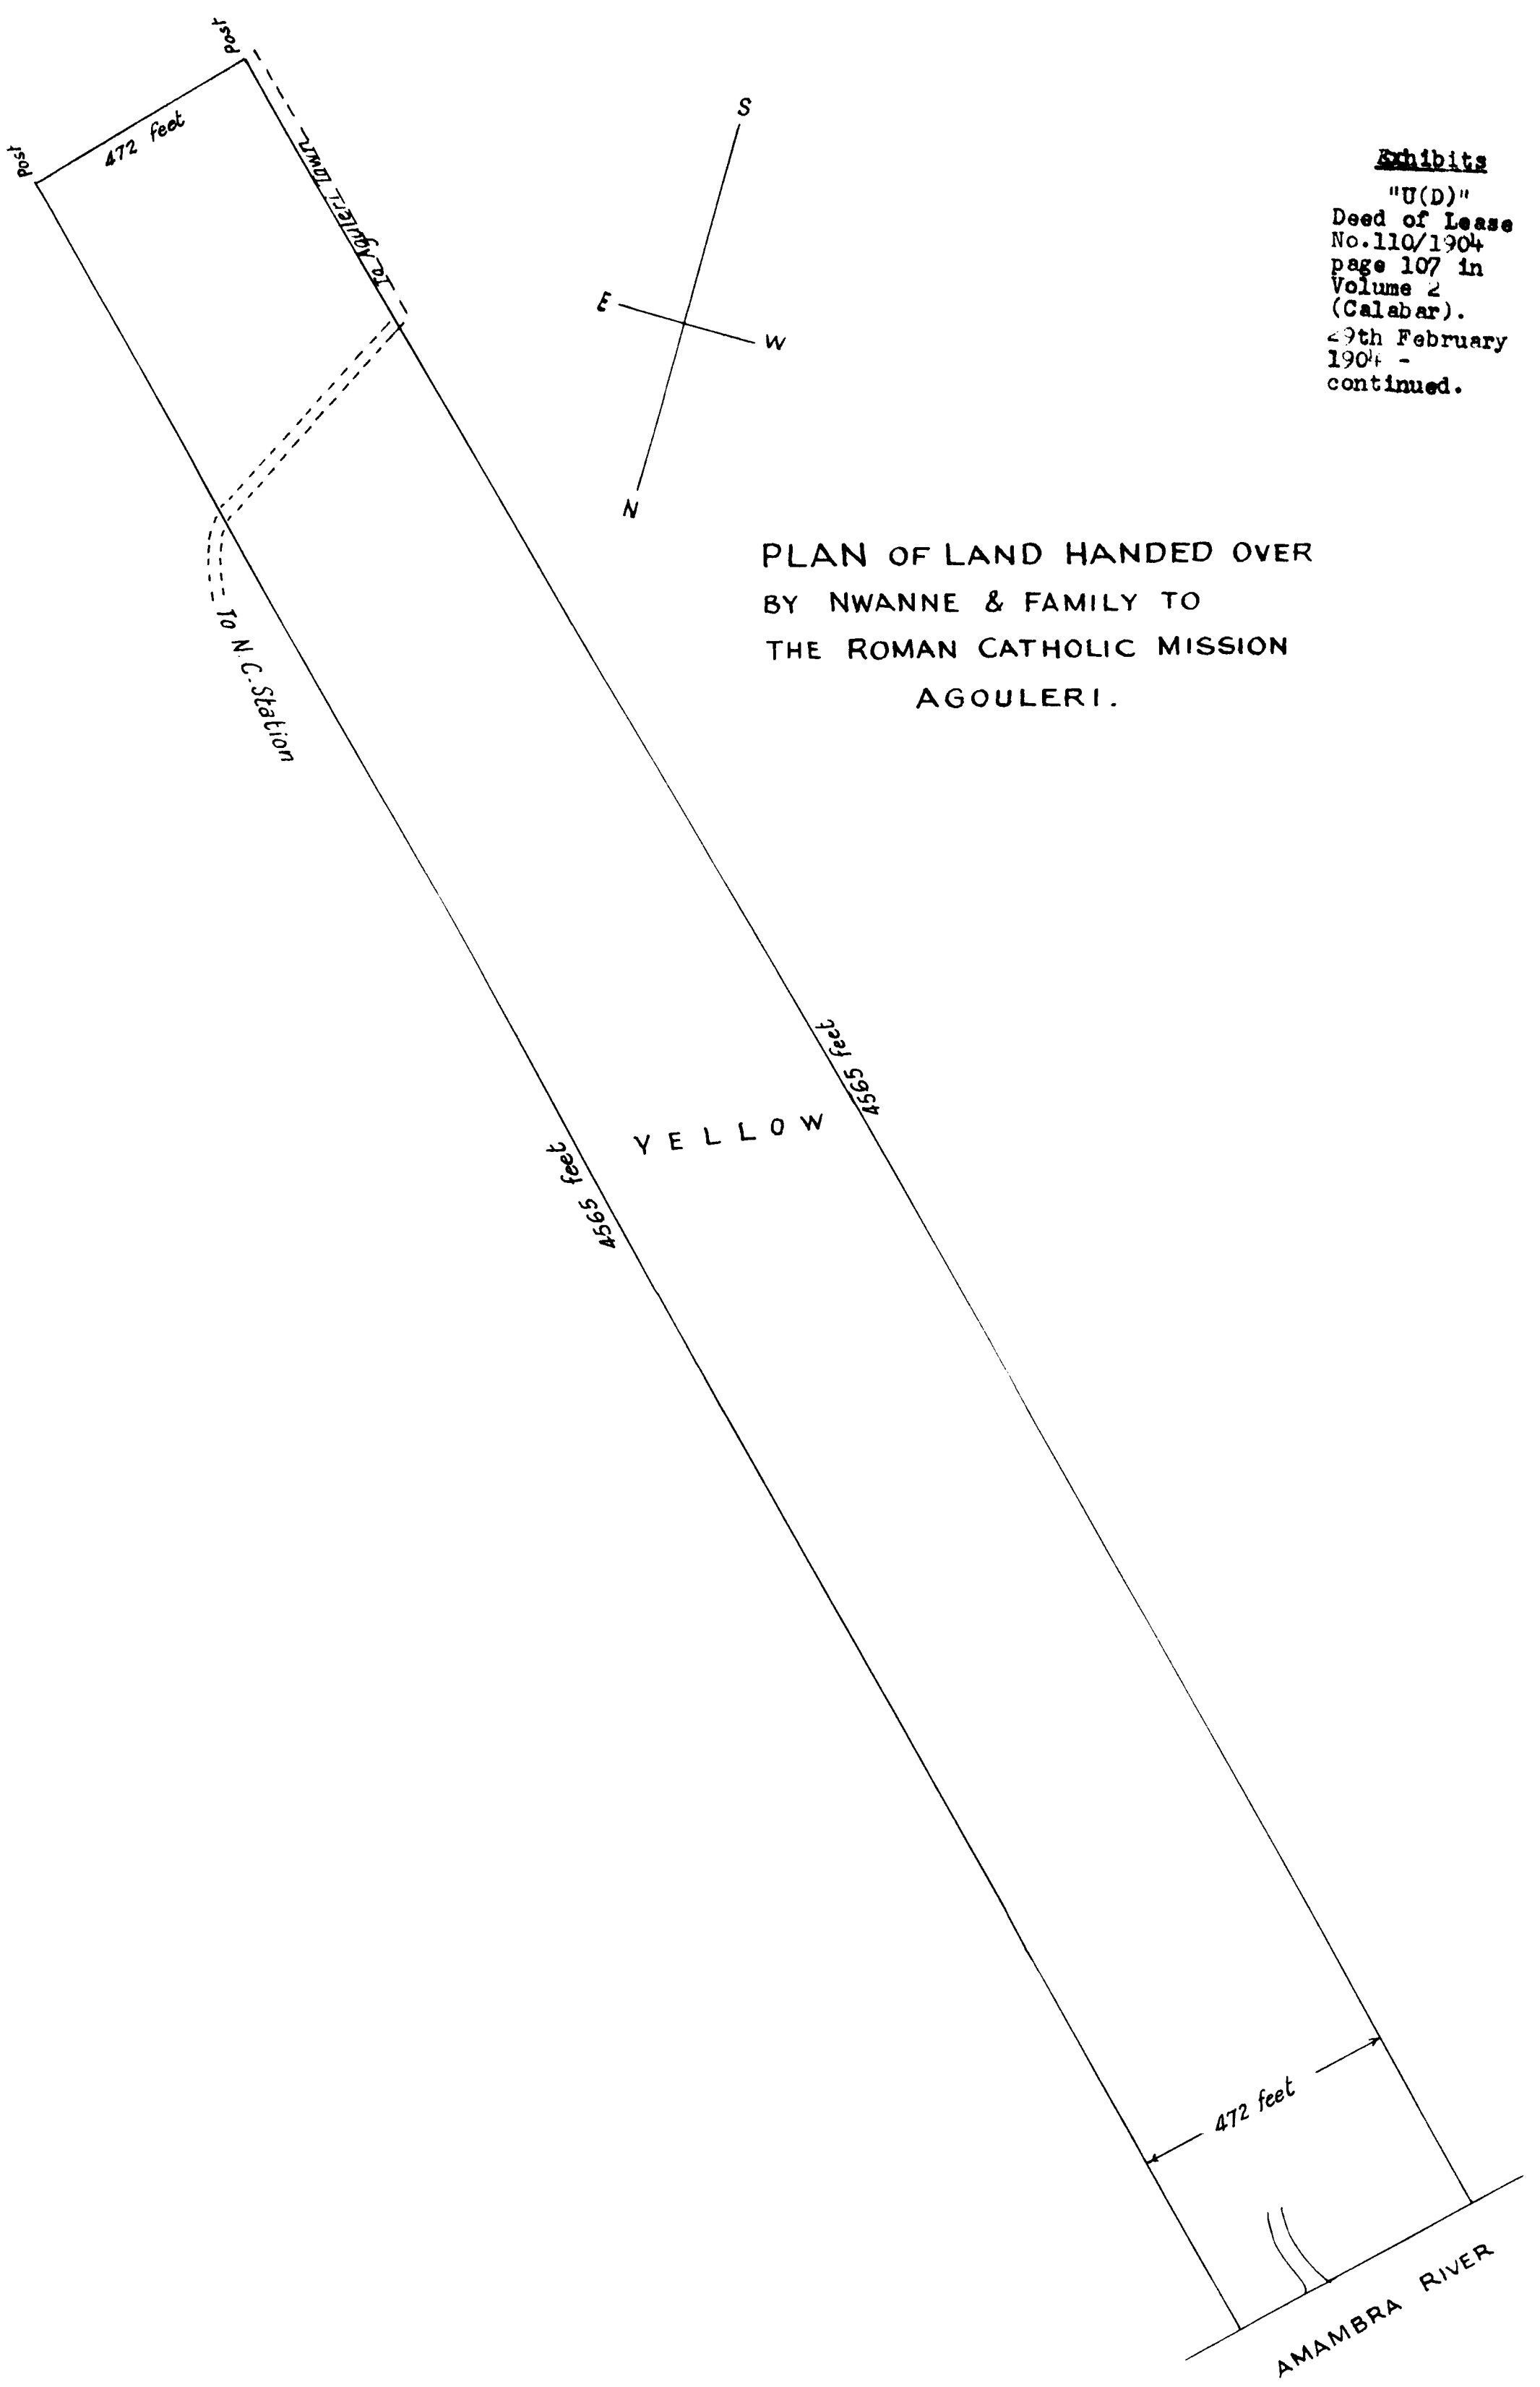 Post
Post
472 feet
To Aguleri Town
S
E
W
N
Exhibits
"U(D)"
Deed of Lease
No.110/1904
page 107 in
Volume 2
(Calabar).
29th February
1904 -
continued.
PLAN OF LAND HANDED OVER
BY NWANNE & FAMILY TO
THE ROMAN CATHOLIC MISSION
AGOULERI.
To N.C. Station
4565 feet
YELLOW
4565 feet
472 feet
AMAMBRA RIVER